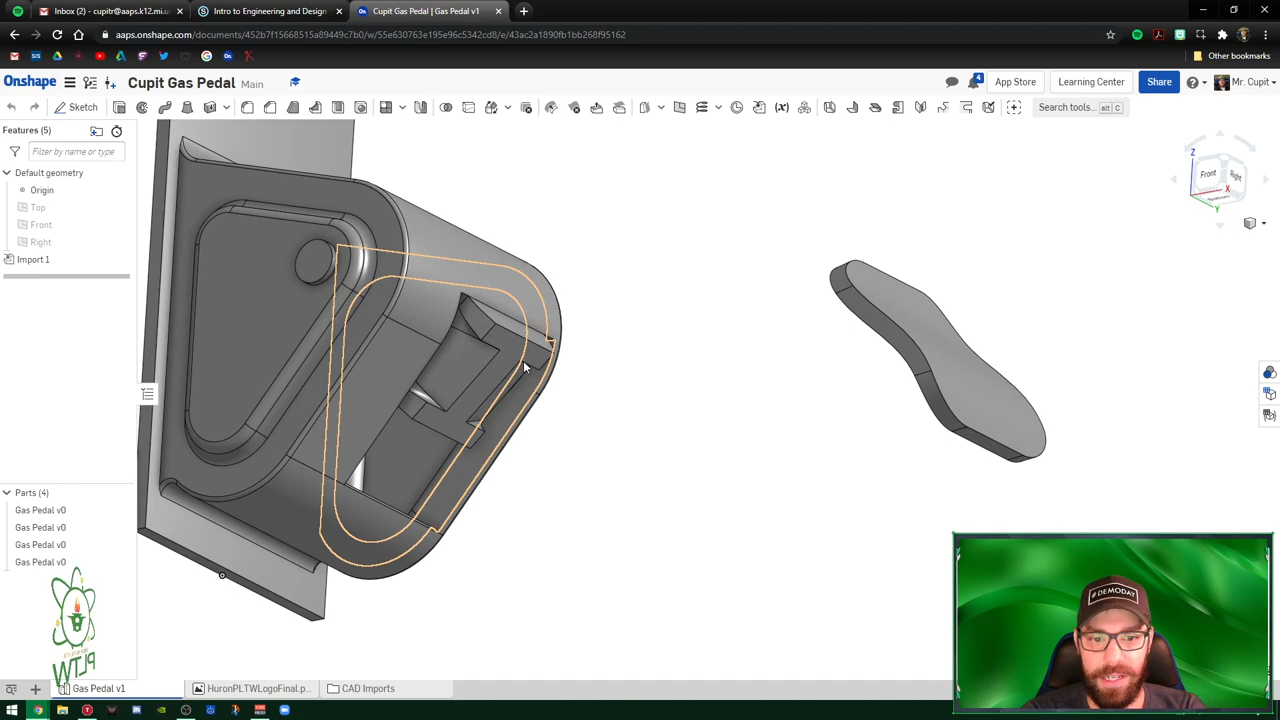 Inbox (2) - cupitr@aaps.k12.mi.us
Intro to Engineering and Design
Cupit Gas Pedal | Gas Pedal v1
aaps.onshape.com/documents/452b7f15668515a89449c7b0/w/55e630763e195e96c5342cd8/e/43ac2a1890fb1bb268f95162
Other bookmarks
Onshape
Cupit Gas Pedal Main
4
App Store
Learning Center
Share
Mr. Cupit
Sketch
Search tools... alt C
Features (5)
Filter by name or type
Default geometry
Origin
Top
Front
Right
Import 1
Parts (4)
Gas Pedal v0
Gas Pedal v0
Gas Pedal v0
Gas Pedal v0
Z
Front
Right
X
Y
PLTW
#DEMODAY
Gas Pedal v1
HuronPLTWLogoFinal.p...
CAD Imports